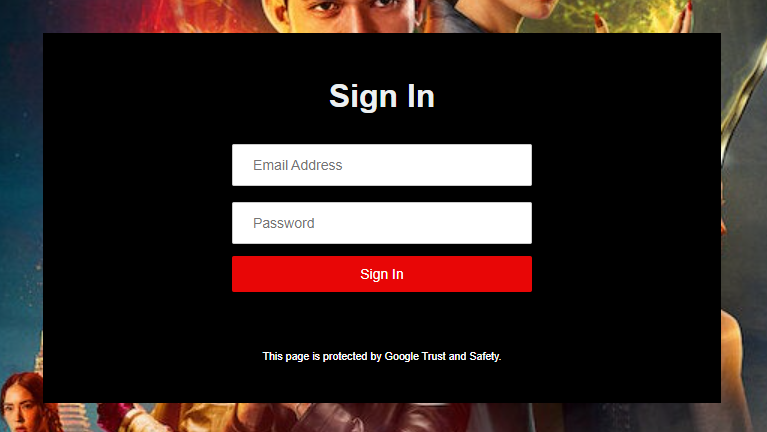 Sign In
Email Address
Password
Sign In
This page is protected by Google Trust and Safety.